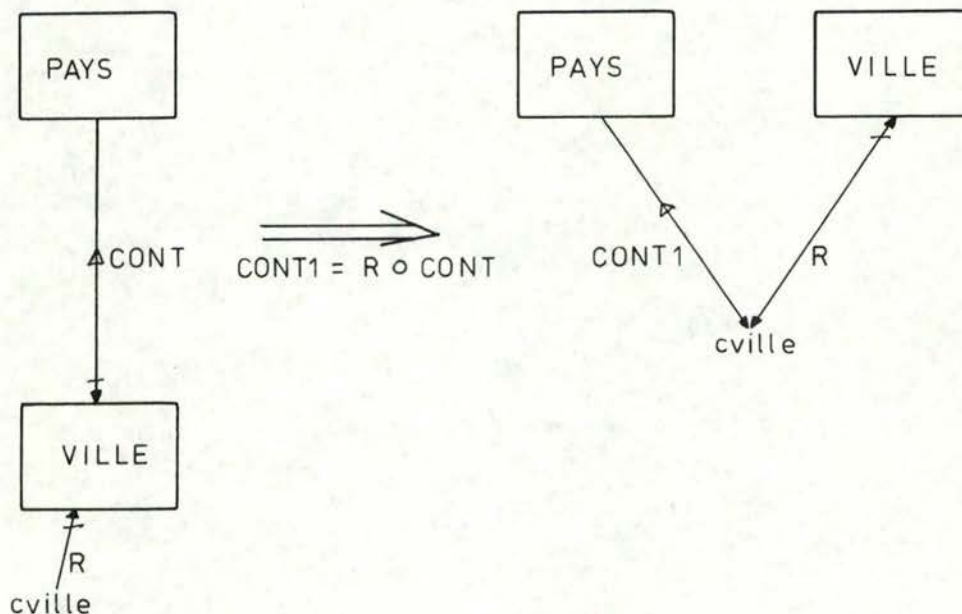 PAYS
CONT
VILLE
R
cville
CONT1 = R o CONT
PAYS
VILLE
CONT1
R
cville